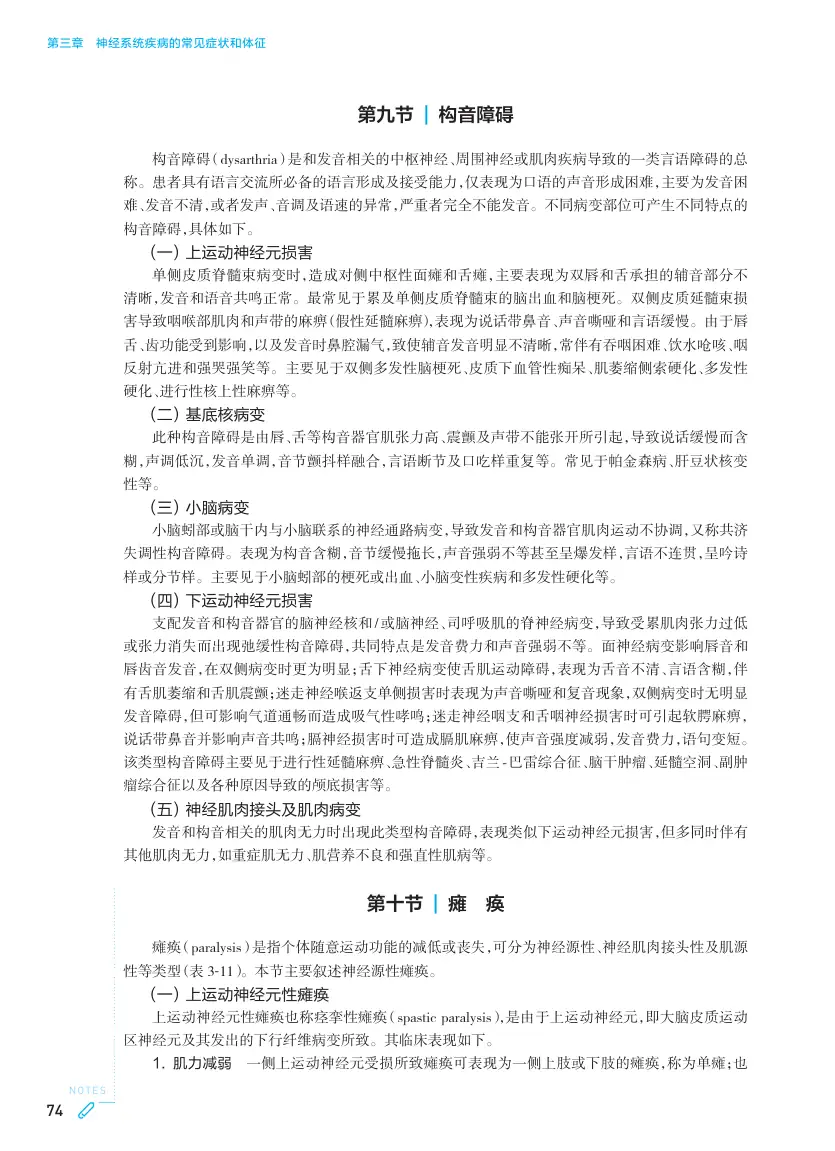 第三章 神经系统疾病的常见症状和体征
第九节 | 构音障碍
构音障碍（dysarthria）是和发音相关的中枢神经、周围神经或肌肉疾病导致的一类言语障碍的总
称。患者具有语言交流所必备的语言形成及接受能力，仅表现为口语的声音形成困难，主要为发音困
难、发音不清，或者发声、音调及语速的异常，严重者完全不能发音。不同病变部位可产生不同特点的
构音障碍，具体如下。
（一）上运动神经元损害
单侧皮质脊髓束病变时，造成对侧中枢性面瘫和舌瘫，主要表现为双唇和舌承担的辅音部分不
清晰，发音和语音共鸣正常。最常见于累及单侧皮质脊髓束的脑出血和脑梗死。双侧皮质延髓束损
害导致咽喉部肌肉和声带的麻痹（假性延髓麻痹），表现为说话带鼻音、声音嘶哑和言语缓慢。由于唇
舌、齿功能受到影响，以及发音时鼻腔漏气，致使辅音发音明显不清晰，常伴有吞咽困难、饮水呛咳、咽
反射亢进和强哭强笑等。主要见于双侧多发性脑梗死、皮质下血管性痴呆、肌萎缩侧索硬化、多发性
硬化、进行性核上性麻痹等。
（二）基底核病变
此种构音障碍是由唇、舌等构音器官肌张力高、震颤及声带不能张开所引起，导致说话缓慢而含
糊，声调低沉，发音单调，音节颤抖样融合，言语断节及口吃样重复等。常见于帕金森病、肝豆状核变
性等。
（三）小脑病变
小脑蚓部或脑干内与小脑联系的神经通路病变，导致发音和构音器官肌肉运动不协调，又称共济
失调性构音障碍。表现为构音含糊，音节缓慢拖长，声音强弱不等甚至呈爆发样，言语不连贯，呈吟诗
样或分节样。主要见于小脑蚓部的梗死或出血、小脑变性疾病和多发性硬化等。
（四）下运动神经元损害
支配发音和构音器官的脑神经核和/或脑神经、司呼吸肌的脊神经病变，导致受累肌肉张力过低
或张力消失而出现弛缓性构音障碍，共同特点是发音费力和声音强弱不等。面神经病变影响唇音和
唇齿音发音，在双侧病变时更为明显；舌下神经病变使舌肌运动障碍，表现为舌音不清、言语含糊，伴
有舌肌萎缩和舌肌震颤；迷走神经喉返支单侧损害时表现为声音嘶哑和复音现象，双侧病变时无明显
发音障碍，但可影响气道通畅而造成吸气性哮鸣；迷走神经咽支和舌咽神经损害时可引起软腭麻痹，
说话带鼻音并影响声音共鸣；膈神经损害时可造成膈肌麻痹，使声音强度减弱，发音费力，语句变短。
该类型构音障碍主要见于进行性延髓麻痹、急性脊髓炎、吉兰-巴雷综合征、脑干肿瘤、延髓空洞、副肿
瘤综合征以及各种原因导致的颅底损害等。
（五）神经肌肉接头及肌肉病变
发音和构音相关的肌肉无力时出现此类型构音障碍，表现类似下运动神经元损害，但多同时伴有
其他肌肉无力，如重症肌无力、肌营养不良和强直性肌病等。
第十节 | 瘫 痪
瘫痪（paralysis）是指个体随意运动功能的减低或丧失，可分为神经源性、神经肌肉接头性及肌源
性等类型（表 3-11）。本节主要叙述神经源性瘫痪。
（一）上运动神经元性瘫痪
上运动神经元性瘫痪也称痉挛性瘫痪（spastic paralysis），是由于上运动神经元，即大脑皮质运动
区神经元及其发出的下行纤维病变所致。其临床表现如下。
1. 肌力减弱 一侧上运动神经元受损所致瘫痪可表现为一侧上肢或下肢的瘫痪，称为单瘫；也
NOTES
74